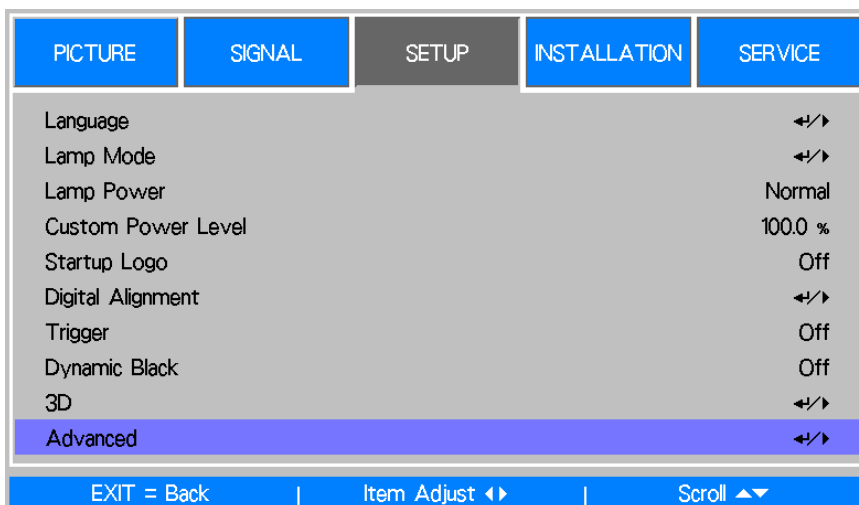 PICTURE SIGNAL SETUP INSTALLATION SERVICE
Language ↵/▶
Lamp Mode ↵/▶
Lamp Power Normal
Custom Power Level 100.0 %
Startup Logo Off
Digital Alignment ↵/▶
Trigger Off
Dynamic Black Off
3D ↵/▶
Advanced ↵/▶
EXIT = Back | Item Adjust ◀▶ | Scroll ▲▼